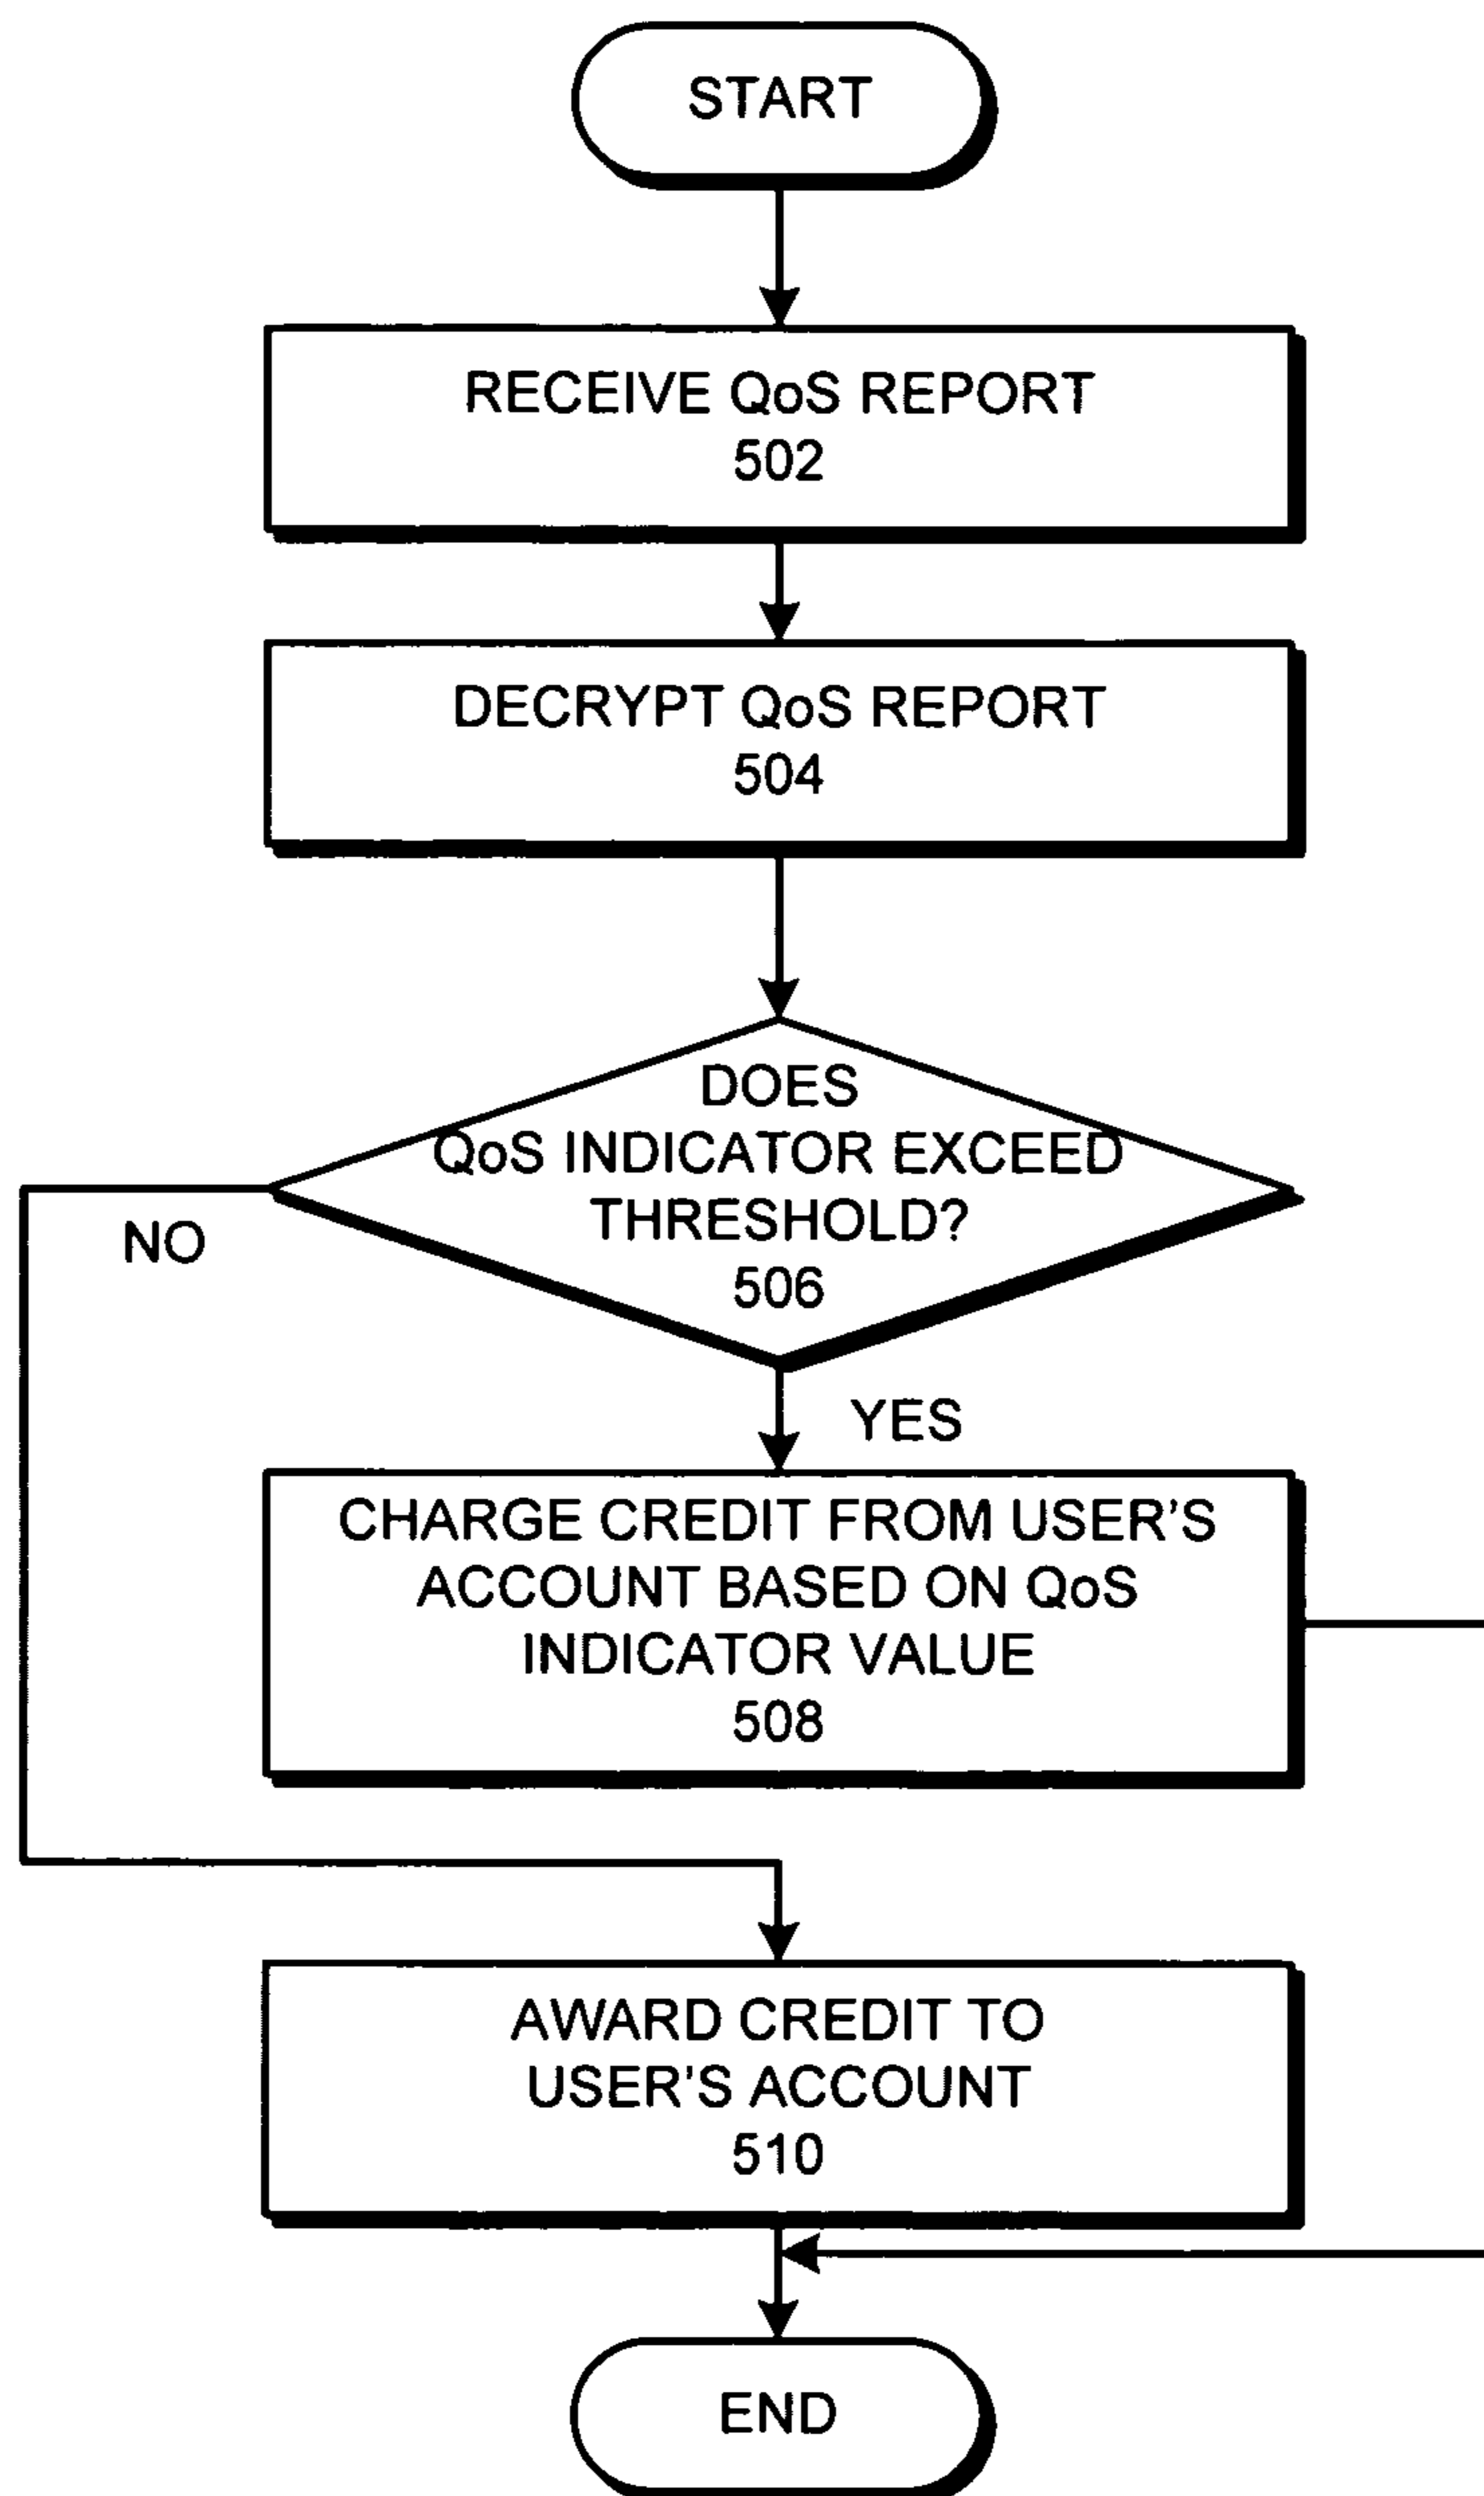 START
RECEIVE QoS REPORT
502
DECRYPT QoS REPORT
504
DOES
QoS INDICATOR EXCEED
THRESHOLD?
506
NO
YES
CHARGE CREDIT FROM USER'S
ACCOUNT BASED ON QoS
INDICATOR VALUE
508
AWARD CREDIT TO
USER'S ACCOUNT
510
END